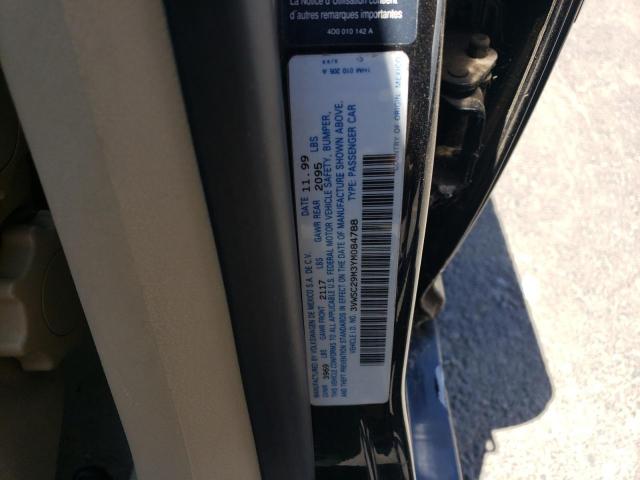 La Notice d'Utilisation contient
d'autres remarques importantes
4D0 010 142 A
1HM 010 305 A
MANUFACTURED BY VOLKSWAGEN DE MEXICO S.A. DE C.V. DATE 11.99
GVWR 3969 LBS GAWR FRONT 2117 LBS GAWR REAR 2095 LBS
THIS VEHICLE CONFORMS TO ALL APPLICABLE U.S. FEDERAL MOTOR VEHICLE SAFETY, BUMPER,
PREVENTION STANDARDS IN EFFECT ON THE DATE OF MANUFACTURE SHOWN ABOVE.
VEHICLE I.D. NO. 3VWSC29M3YM084788 TYPE: PASSENGER CAR
COUNTRY OF ORIGIN: MEXICO